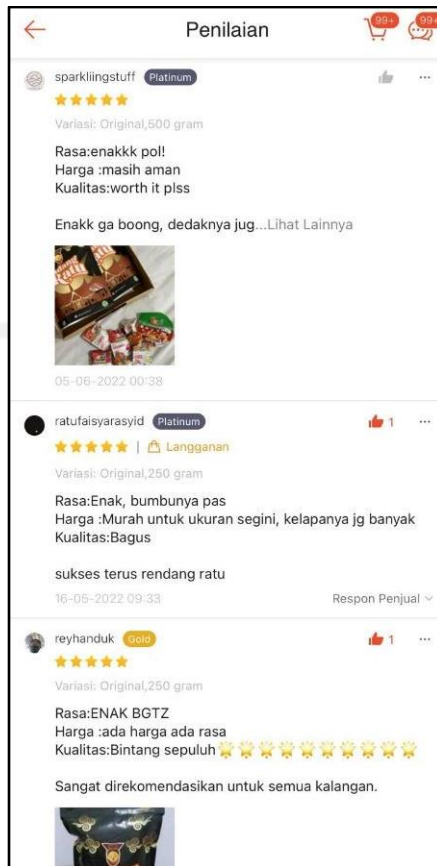 Penilaian
99+
99+
sparkliingstuff Platinum
Variasi: Original,500 gram
Rasa:enakkk pol!
Harga :masih aman
Kualitas:worth it plss
Enakk ga boong, dedaknya jug...Lihat Lainnya
05-06-2022 00:38
ratufaisyarasyid Platinum
1
| Langganan
Variasi: Original,250 gram
Rasa:Enak, bumbunya pas
Harga :Murah untuk ukuran segini, kelapanya jg banyak
Kualitas:Bagus
sukses terus rendang ratu
16-05-2022 09:33
Respon Penjual
reyhanduk Gold
1
Variasi: Original,250 gram
Rasa:ENAK BGTZ
Harga :ada harga ada rasa
Kualitas:Bintang sepuluh🌟🌟🌟🌟🌟🌟🌟🌟🌟🌟
Sangat direkomendasikan untuk semua kalangan.